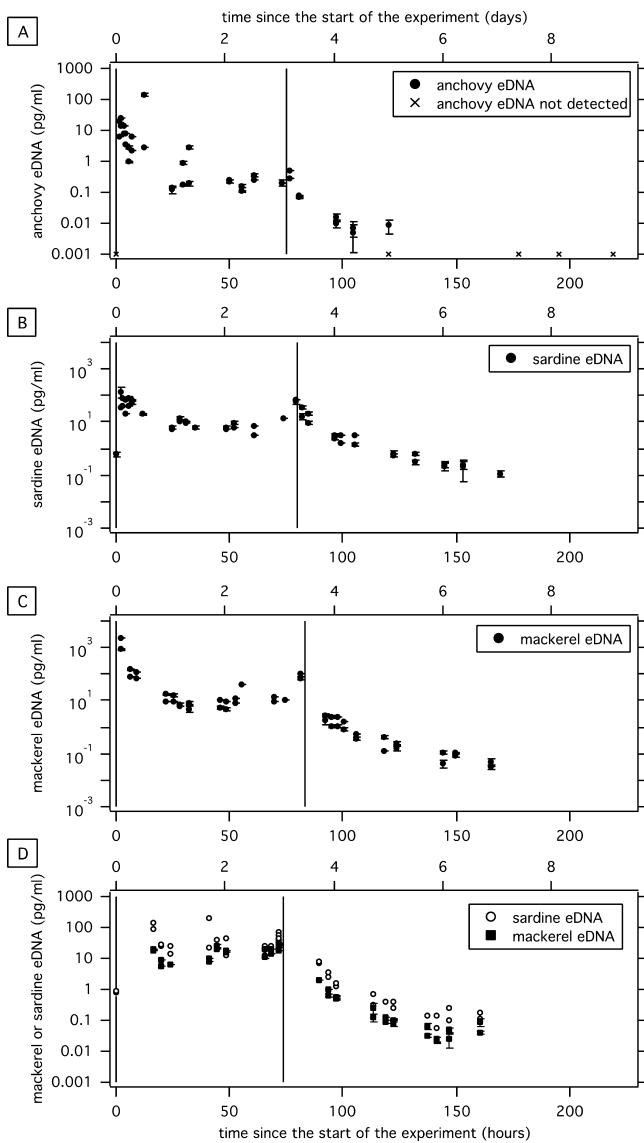 time since the start of the experiment (days)
A
0 2 4 6 8
anchovy eDNA (pg/ml)
1000
100
10
1
0.1
0.01
0.001
anchovy eDNA
anchovy eDNA not detected
0 50 100 150 200
B
0 2 4 6 8
sardine eDNA (pg/ml)
10³
10¹
10⁻¹
10⁻³
sardine eDNA
0 50 100 150 200
C
0 2 4 6 8
mackerel eDNA (pg/ml)
10³
10¹
10⁻¹
10⁻³
mackerel eDNA
0 50 100 150 200
D
0 2 4 6 8
mackerel or sardine eDNA (pg/ml)
1000
100
10
1
0.1
0.01
0.001
sardine eDNA
mackerel eDNA
0 50 100 150 200
time since the start of the experiment (hours)